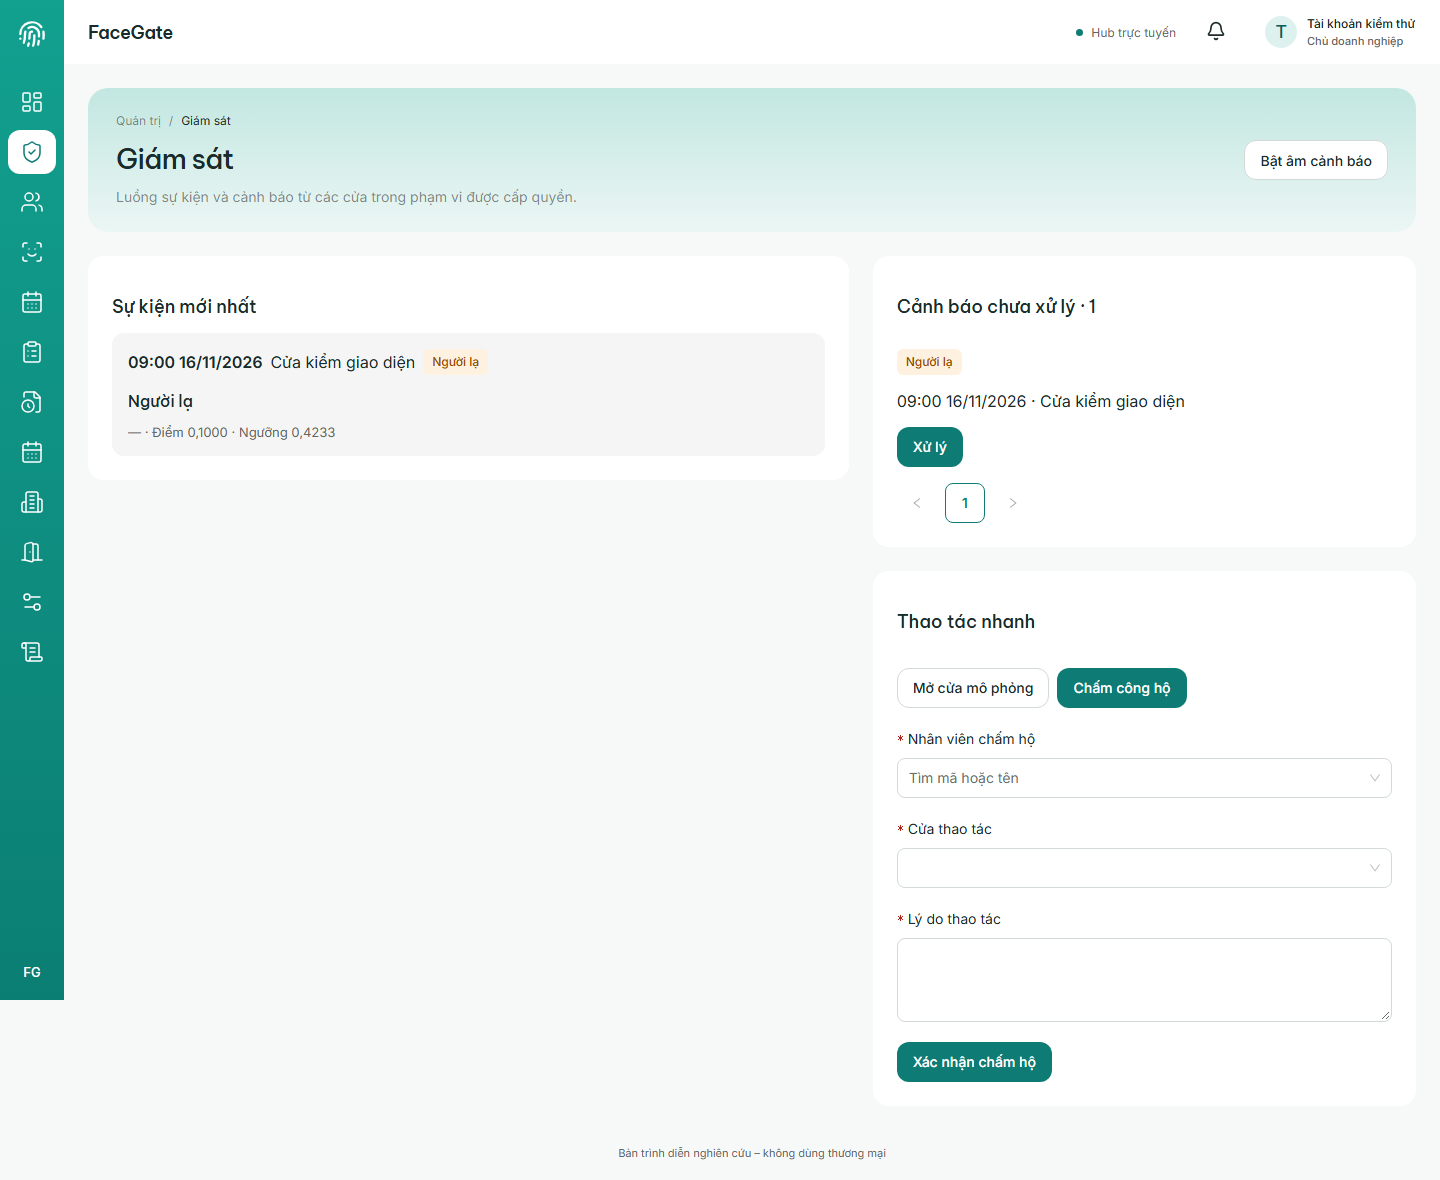 FaceGate
Hub trực tuyến
T
Tài khoản kiểm thử
Chủ doanh nghiệp
Quản trị / Giám sát
Giám sát
Luồng sự kiện và cảnh báo từ các cửa trong phạm vi được cấp quyền.
Bật âm cảnh báo
Sự kiện mới nhất
09:00 16/11/2026 Cửa kiểm giao diện Người lạ
Người lạ
— · Điểm 0,1000 · Ngưỡng 0,4233
Cảnh báo chưa xử lý · 1
Người lạ
09:00 16/11/2026 · Cửa kiểm giao diện
Xử lý
1
Thao tác nhanh
Mở cửa mô phỏng
Chấm công hộ
* Nhân viên chấm hộ
Tìm mã hoặc tên
* Cửa thao tác
* Lý do thao tác
Xác nhận chấm hộ
FG
Bản trình diễn nghiên cứu – không dùng thương mại